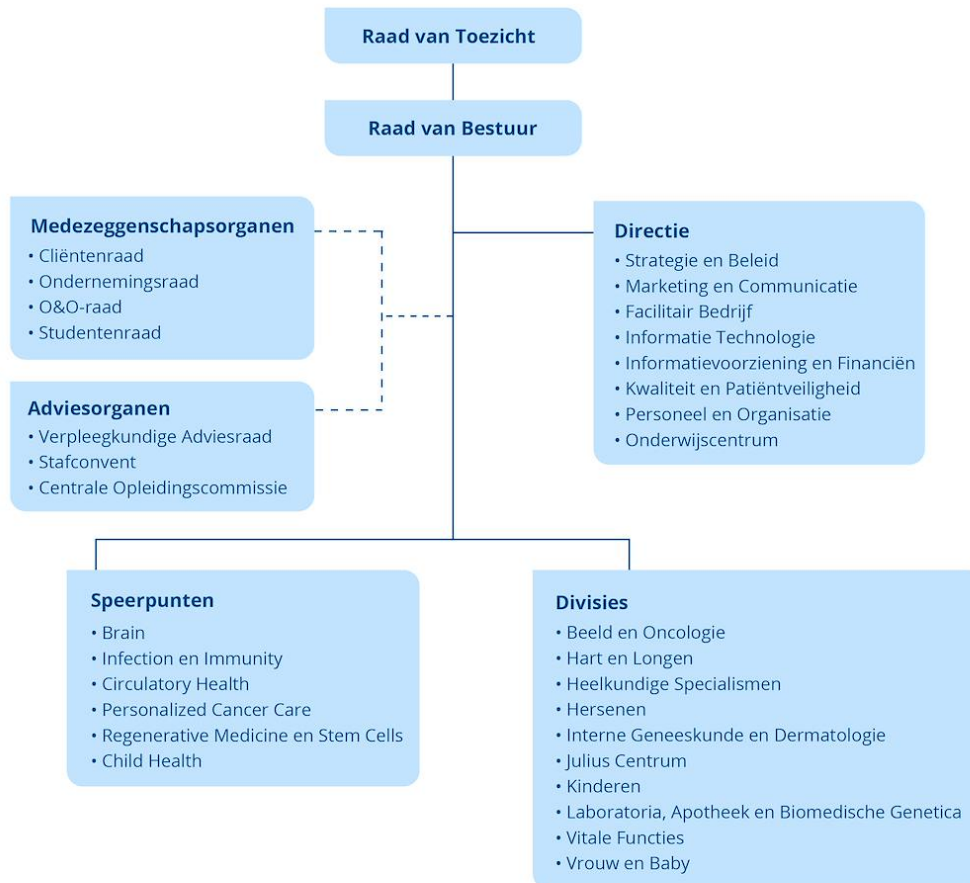 Raad van Toezicht
Raad van Bestuur
Medezeggenschapsorganen
• Cliëntenraad
• Ondernemingsraad
• O&O-raad
• Studentenraad
Adviesorganen
• Verpleegkundige Adviesraad
• Stafconvent
• Centrale Opleidingscommissie
Directie
• Strategie en Beleid
• Marketing en Communicatie
• Facilitair Bedrijf
• Informatie Technologie
• Informatievoorziening en Financiën
• Kwaliteit en Patiëntveiligheid
• Personeel en Organisatie
• Onderwijscentrum
Speerpunten
• Brain
• Infection en Immunity
• Circulatory Health
• Personalized Cancer Care
• Regenerative Medicine en Stem Cells
• Child Health
Divisies
• Beeld en Oncologie
• Hart en Longen
• Heelkundige Specialismen
• Hersenen
• Interne Geneeskunde en Dermatologie
• Julius Centrum
• Kinderen
• Laboratoria, Apotheek en Biomedische Genetica
• Vitale Functies
• Vrouw en Baby